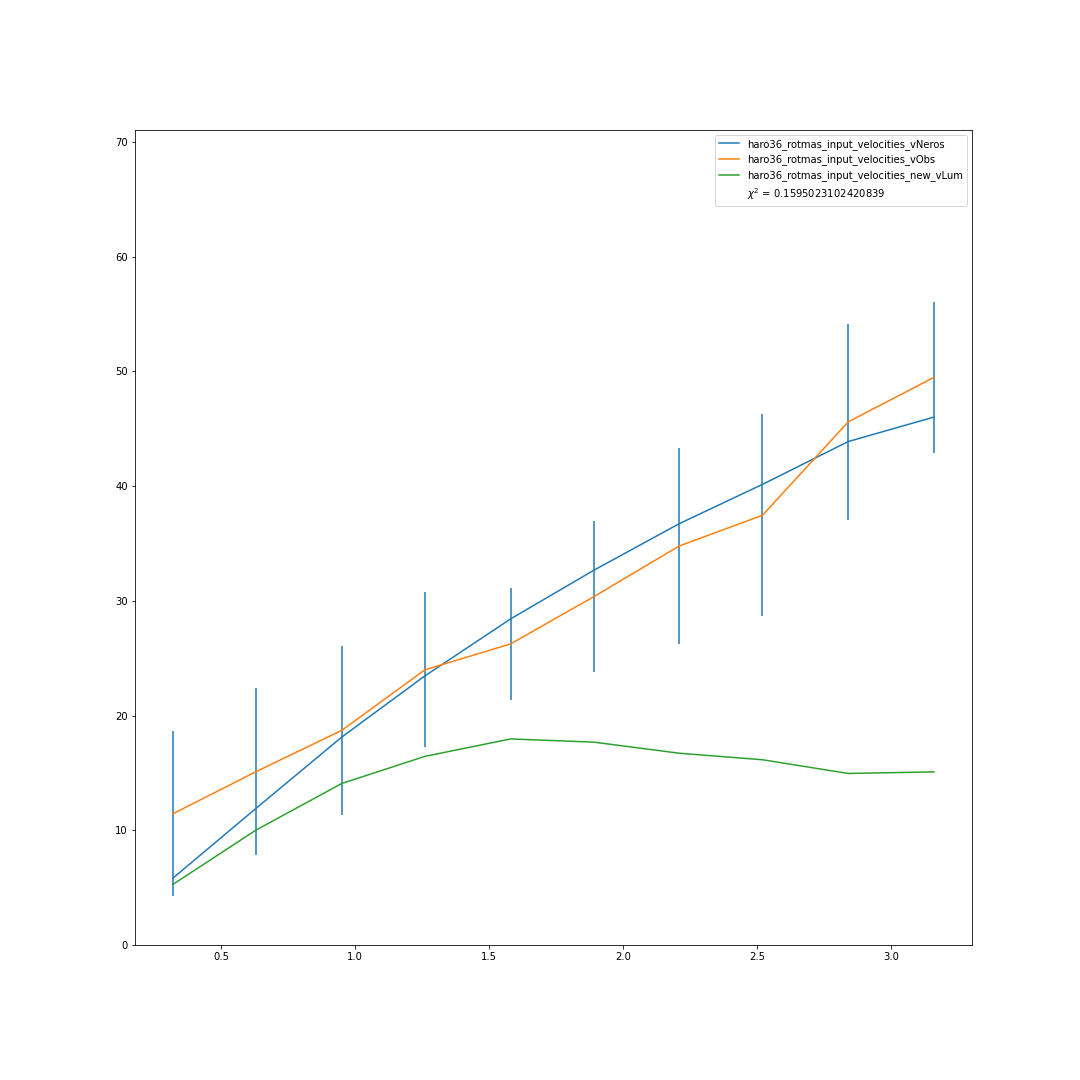 70
60
50
40
30
20
10
0
0.5 1.0 1.5 2.0 2.5 3.0
haro36_rotmas_input_velocities_vNeros
haro36_rotmas_input_velocities_vObs
haro36_rotmas_input_velocities_new_vLum
χ² = 0.1595023102420839